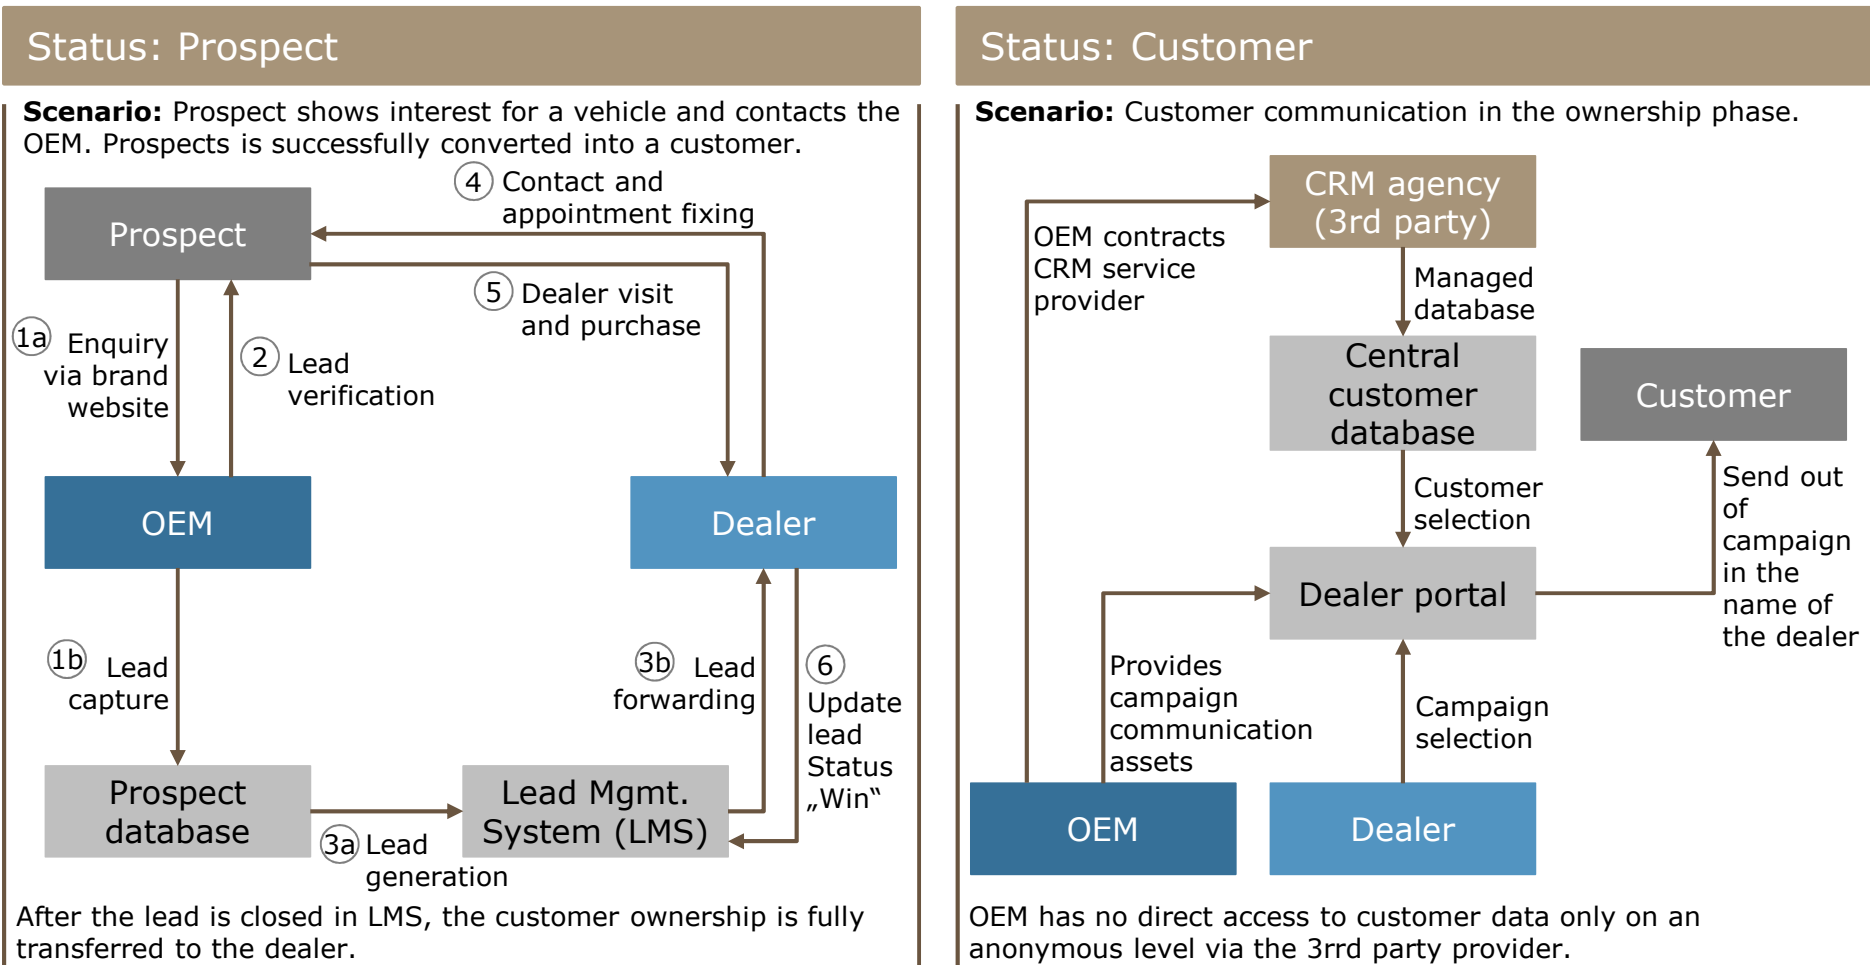 Status: Prospect
Scenario: Prospect shows interest for a vehicle and contacts the
OEM. Prospects is successfully converted into a customer.
4 Contact and
appointment fixing
Prospect
5 Dealer visit
and purchase
1a Enquiry
via brand
website
2 Lead
verification
OEM
Dealer
1b Lead
capture
3b Lead
forwarding
6
Update
lead
Status
„Win“
Prospect
database
3a Lead
generation
Lead Mgmt.
System (LMS)
After the lead is closed in LMS, the customer ownership is fully
transferred to the dealer.
Status: Customer
Scenario: Customer communication in the ownership phase.
CRM agency
(3rd party)
OEM contracts
CRM service
provider
Managed
database
Central
customer
database
Customer
Customer
selection
Send out
of
campaign
in the
name of
the dealer
Dealer portal
Provides
campaign
communication
assets
Campaign
selection
OEM
Dealer
OEM has no direct access to customer data only on an
anonymous level via the 3rrd party provider.